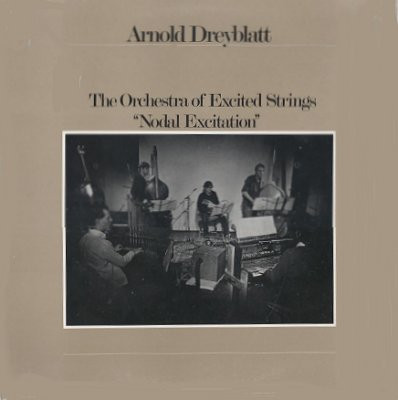 Arnold Dreyblatt
The Orchestra of Excited Strings
“Nodal Excitation”